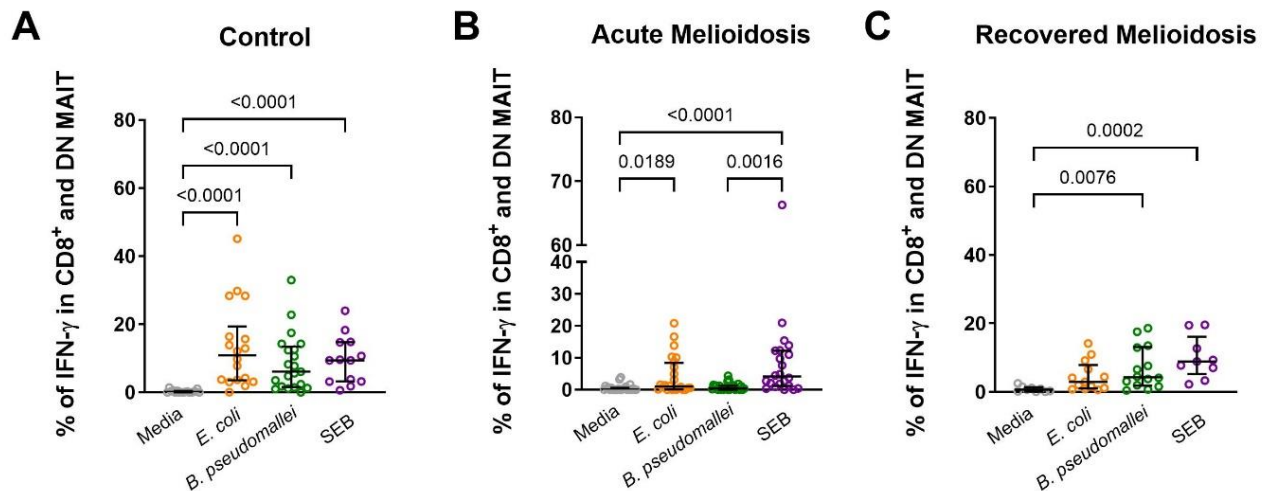 A
Control
% of IFN-γ in CD8⁺ and DN MAIT
80
60
40
20
0
<0.0001
<0.0001
<0.0001
Media
E. coli
B. pseudomallei
SEB
B
Acute Melioidosis
% of IFN-γ in CD8⁺ and DN MAIT
80
70
60
40
30
20
10
0
<0.0001
0.0189
0.0016
Media
E. coli
B. pseudomallei
SEB
C
Recovered Melioidosis
% of IFN-γ in CD8⁺ and DN MAIT
80
60
40
20
0
0.0002
0.0076
Media
E. coli
B. pseudomallei
SEB